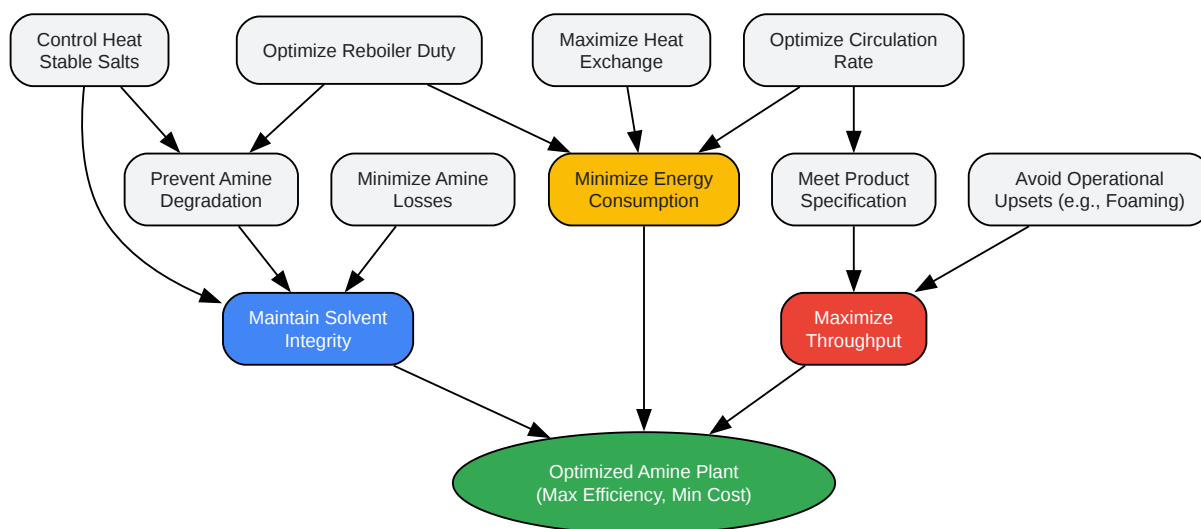 Control Heat
Stable Salts
Optimize Reboiler Duty
Maximize Heat
Exchange
Optimize Circulation
Rate
Prevent Amine
Degradation
Minimize Amine
Losses
Minimize Energy
Consumption
Meet Product
Specification
Avoid Operational
Upsets (e.g., Foaming)
Maintain Solvent
Integrity
Maximize
Throughput
Optimized Amine Plant
(Max Efficiency, Min Cost)